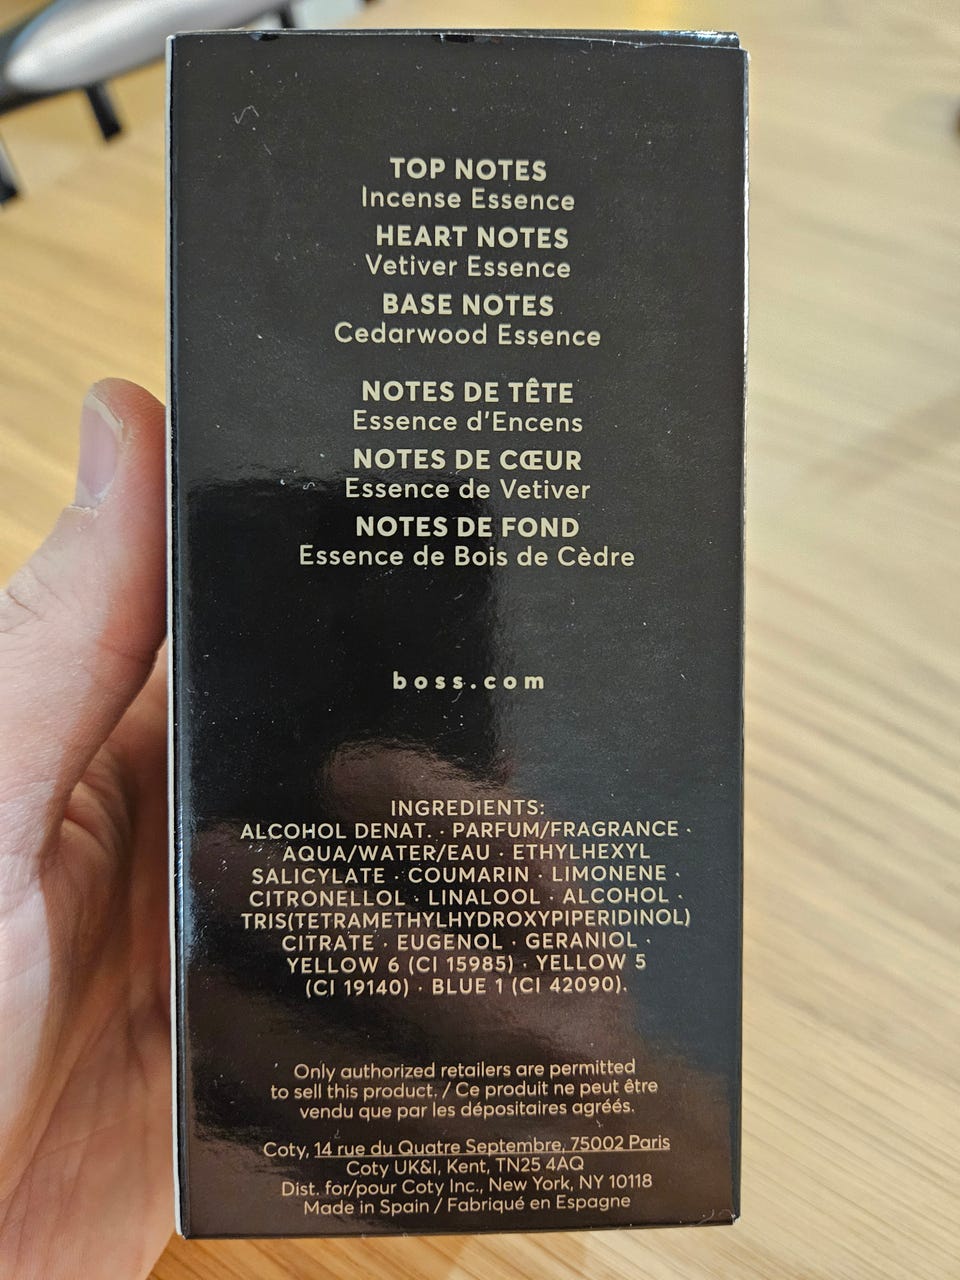 TOP NOTES
Incense Essence
HEART NOTES
Vetiver Essence
BASE NOTES
Cedarwood Essence
NOTES DE TÊTE
Essence d'Encens
NOTES DE CŒUR
Essence de Vetiver
NOTES DE FOND
Essence de Bois de Cèdre
boss.com
INGREDIENTS:
ALCOHOL DENAT. · PARFUM/FRAGRANCE ·
AQUA/WATER/EAU · ETHYLHEXYL
SALICYLATE · COUMARIN · LIMONENE ·
CITRONELLOL · LINALOOL · ALCOHOL ·
TRIS(TETRAMETHYLHYDROXYPIPERIDINOL)
CITRATE · EUGENOL · GERANIOL ·
YELLOW 6 (CI 15985) · YELLOW 5
(CI 19140) · BLUE 1 (CI 42090).
Only authorized retailers are permitted
to sell this product. / Ce produit ne peut être
vendu que par les dépositaires agréés.
Coty, 14 rue du Quatre Septembre, 75002 Paris
Coty UK&I, Kent, TN25 4AQ
Dist. for/pour Coty Inc., New York, NY 10118
Made in Spain / Fabriqué en Espagne